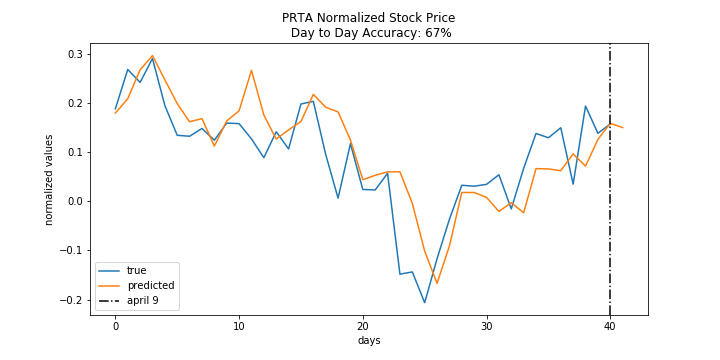 PRTA Normalized Stock Price
Day to Day Accuracy: 67%
normalized values
0.3
0.2
0.1
0.0
−0.1
−0.2
true
predicted
april 9
0
10
20
30
40
days